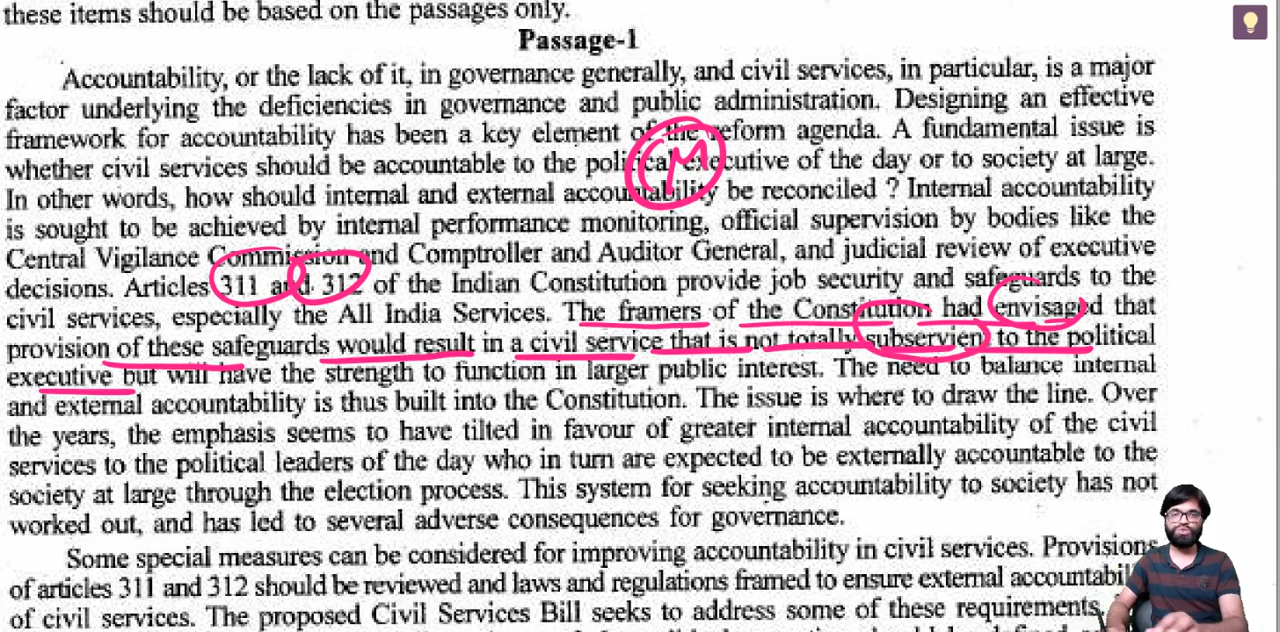 these items should be based on the passages only.
Passage-1
Accountability, or the lack of it, in governance generally, and civil services, in particular, is a major
factor underlying the deficiencies in governance and public administration. Designing an effective
framework for accountability has been a key element of the reform agenda. A fundamental issue is
whether civil services should be accountable to the political executive of the day or to society at large.
M
In other words, how should internal and external accountability be reconciled ? Internal accountability
is sought to be achieved by internal performance monitoring, official supervision by bodies like the
Central Vigilance Commission and Comptroller and Auditor General, and judicial review of executive
decisions. Articles 311 and 312 of the Indian Constitution provide job security and safeguards to the
civil services, especially the All India Services. The framers of the Constitution had envisaged that
provision of these safeguards would result in a civil service that is not totally subservient to the political
executive but will have the strength to function in larger public interest. The need to balance internal
and external accountability is thus built into the Constitution. The issue is where to draw the line. Over
the years, the emphasis seems to have tilted in favour of greater internal accountability of the civil
services to the political leaders of the day who in turn are expected to be externally accountable to the
society at large through the election process. This system for seeking accountability to society has not
worked out, and has led to several adverse consequences for governance.
Some special measures can be considered for improving accountability in civil services. Provisions
of articles 311 and 312 should be reviewed and laws and regulations framed to ensure external accountabil
of civil services. The proposed Civil Services Bill seeks to address some of these requirements.